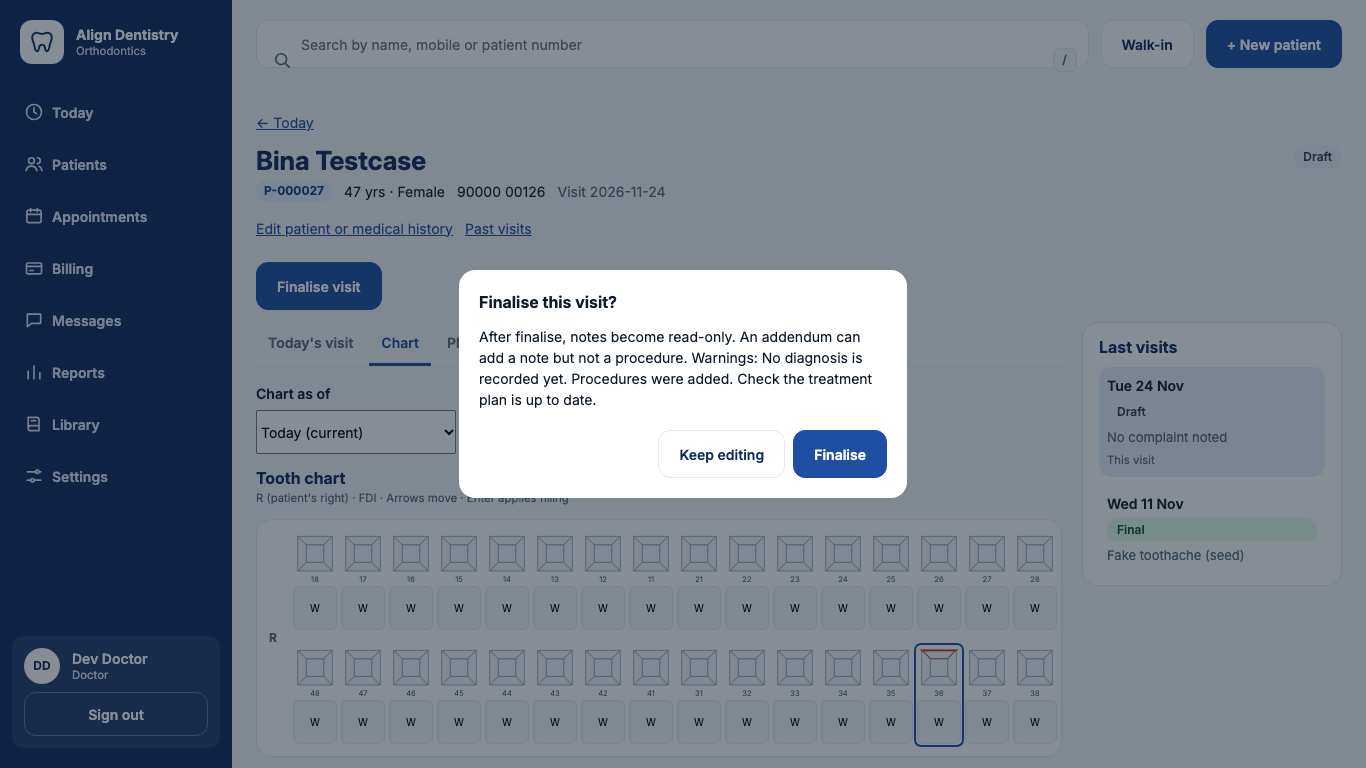 Align Dentistry
Orthodontics
Today
Patients
Appointments
Billing
Messages
Reports
Library
Settings
DD
Dev Doctor
Doctor
Sign out
Search by name, mobile or patient number
/
Walk-in
+ New patient
← Today
Bina Testcase
Draft
P-000027 47 yrs · Female 90000 00126 Visit 2026-11-24
Edit patient or medical history Past visits
Finalise visit
Today's visit Chart
Chart as of
Today (current)
Tooth chart
R (patient's right) · FDI · Arrows move · Enter applies filling
18 17 16 15 14 13 12 11 21 22 23 24 25 26 27 28
W W W W W W W W W W W W W W W W
R
48 47 46 45 44 43 42 41 31 32 33 34 35 36 37 38
W W W W W W W W W W W W W W W W
Finalise this visit?
After finalise, notes become read-only. An addendum can
add a note but not a procedure. Warnings: No diagnosis is
recorded yet. Procedures were added. Check the treatment
plan is up to date.
Keep editing
Finalise
Last visits
Tue 24 Nov
Draft
No complaint noted
This visit
Wed 11 Nov
Final
Fake toothache (seed)